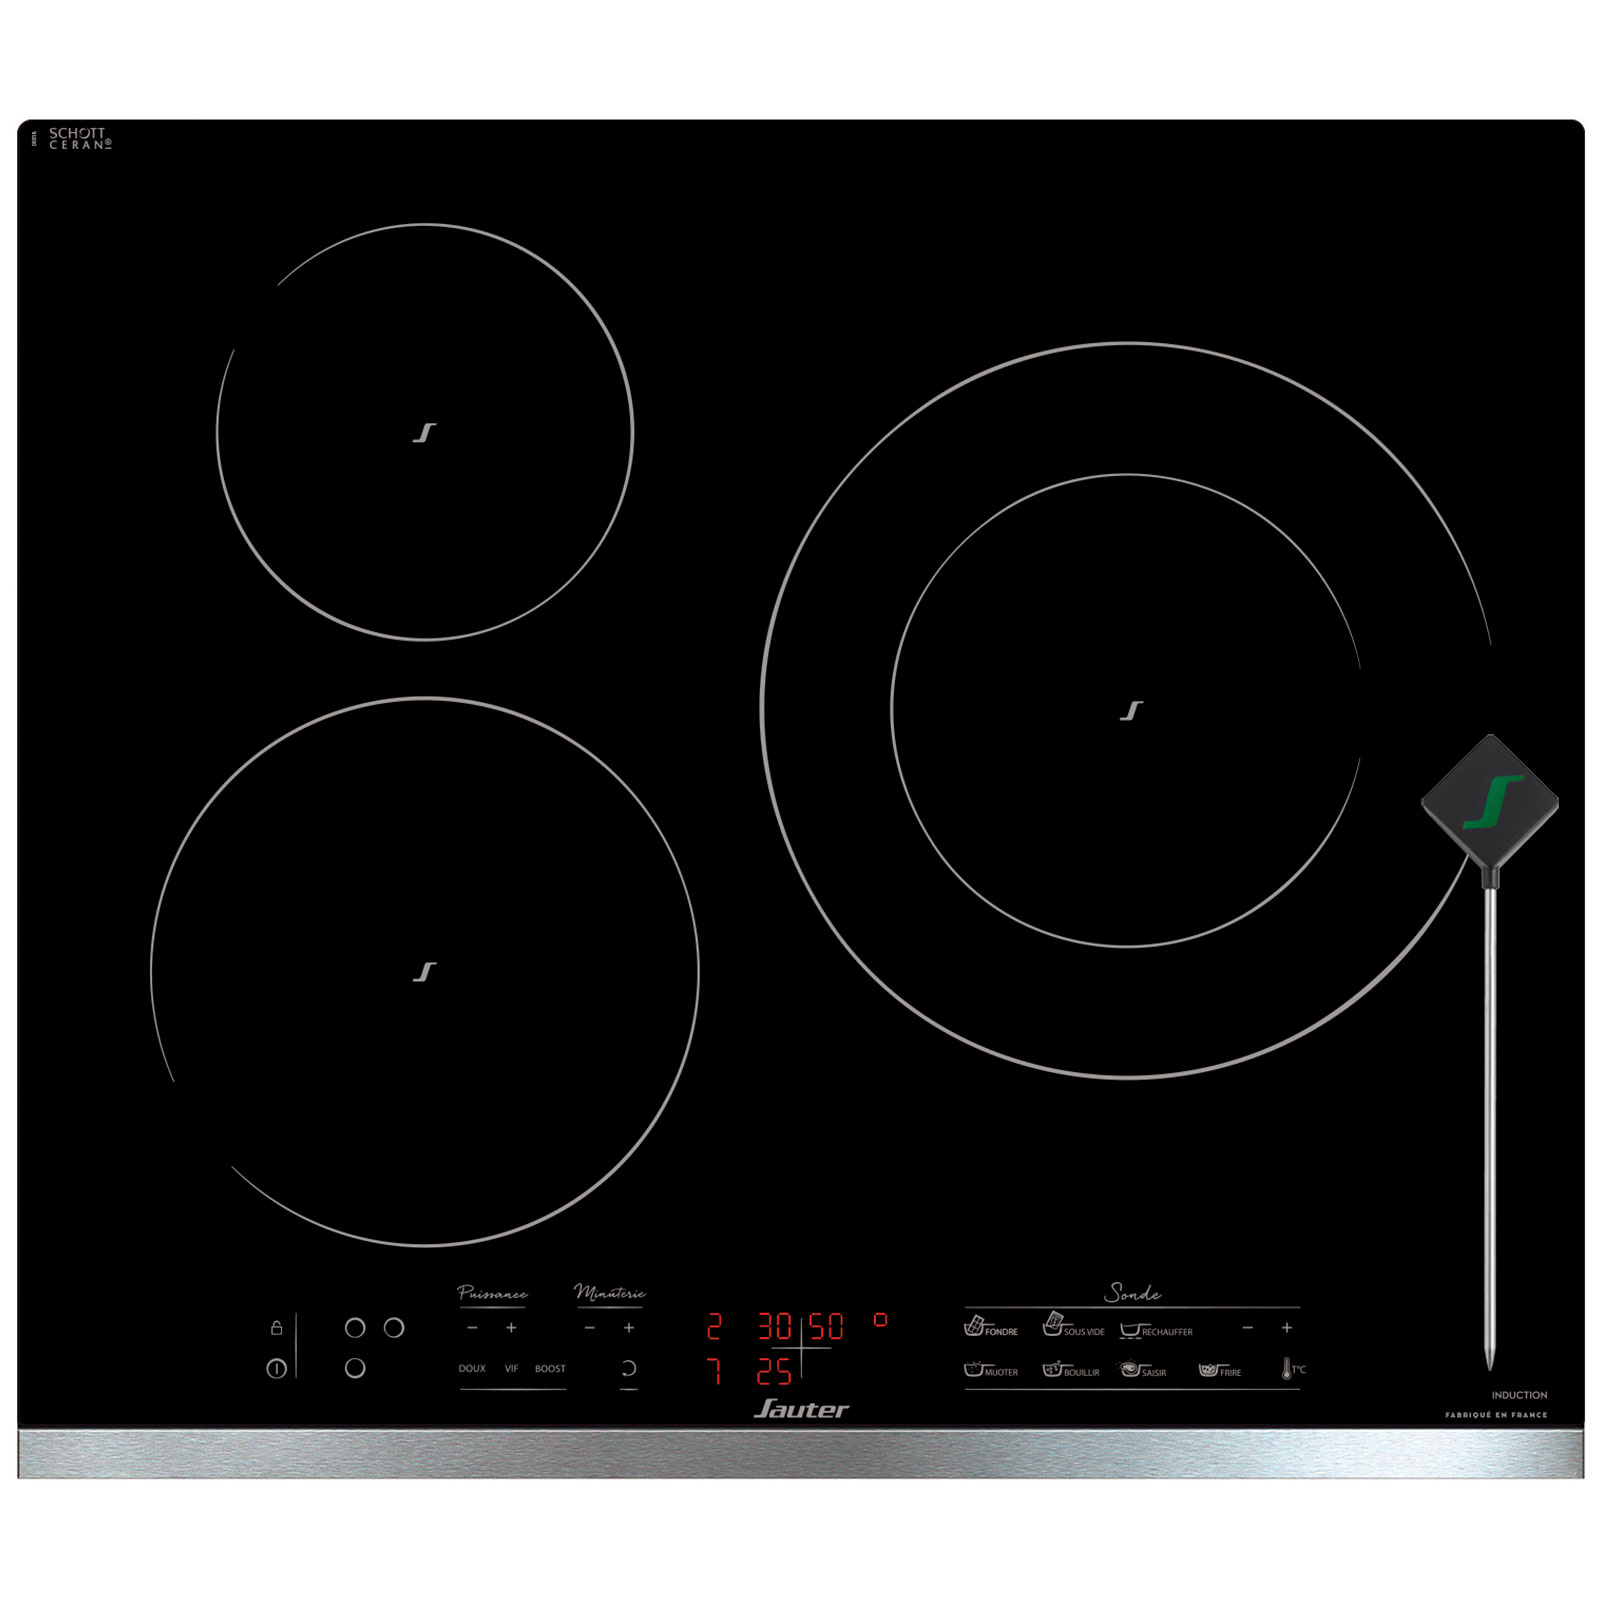 SCHOTT
CERAN®
Puissance
Minuterie
Sonde
− +
− +
2 30 50 °
FONDRE SOUS VIDE RECHAUFFER − +
DOUX VIF BOOST
7 25
MIJOTER BOUILLIR SAISIR FRIRE T°C
Sauter
INDUCTION
FABRIQUÉ EN FRANCE